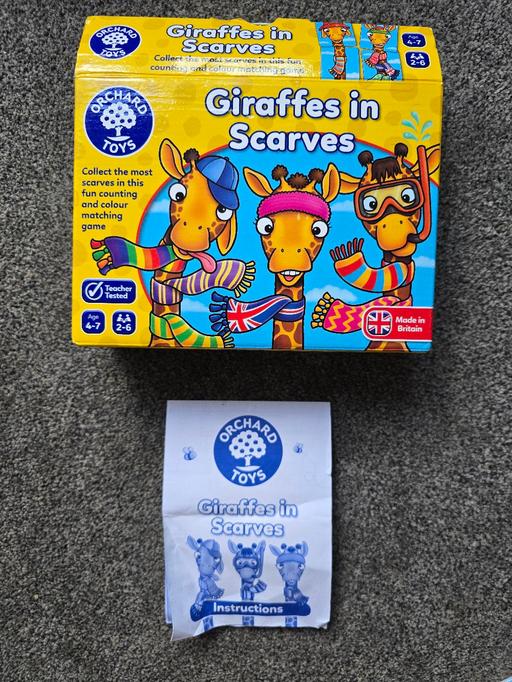 ORCHARD
TOYS
Giraffes in
Scarves
Collect the most scarves in this fun
counting and colour matching game
Age
4-7
2-6
ORCHARD
TOYS
Giraffes in
Scarves
Collect the most
scarves in this
fun counting
and colour
matching
game
Teacher
Tested
Age
4-7
2-6
Made in
Britain
ORCHARD
TOYS
Giraffes in
Scarves
Instructions